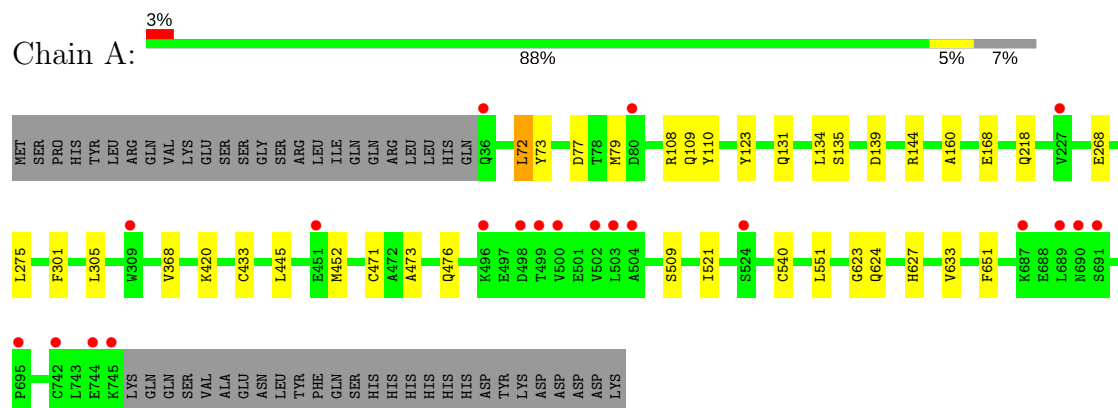 3%
Chain A:
88% 5% 7%
MET SER PRO HIS TYR LEU ARG GLN VAL LYS GLU SER SER GLY SER ARG LEU ILE GLN GLN ARG LEU LEU HIS GLN Q36 L72 Y73 D77 T78 M79 D80 R108 Q109 Y110 Y123 Q131 L134 S135 D139 R144 A160 E168 Q218 V227 E268
L275 F301 L305 W309 V368 K420 C433 L445 E451 M452 C471 A472 A473 Q476 K456 E497 D498 T499 V500 E501 V502 L503 A504 S509 I521 S524 C540 L551 G623 Q624 H627 V633 F651 K687 E688 L689 N690 S691
P695 C742 L743 E744 K745 LYS GLN GLN SER VAL ALA GLU ASN LEU TYR PHE GLN SER HIS HIS HIS HIS HIS HIS ASP TYR LYS ASP ASP ASP ASP LYS